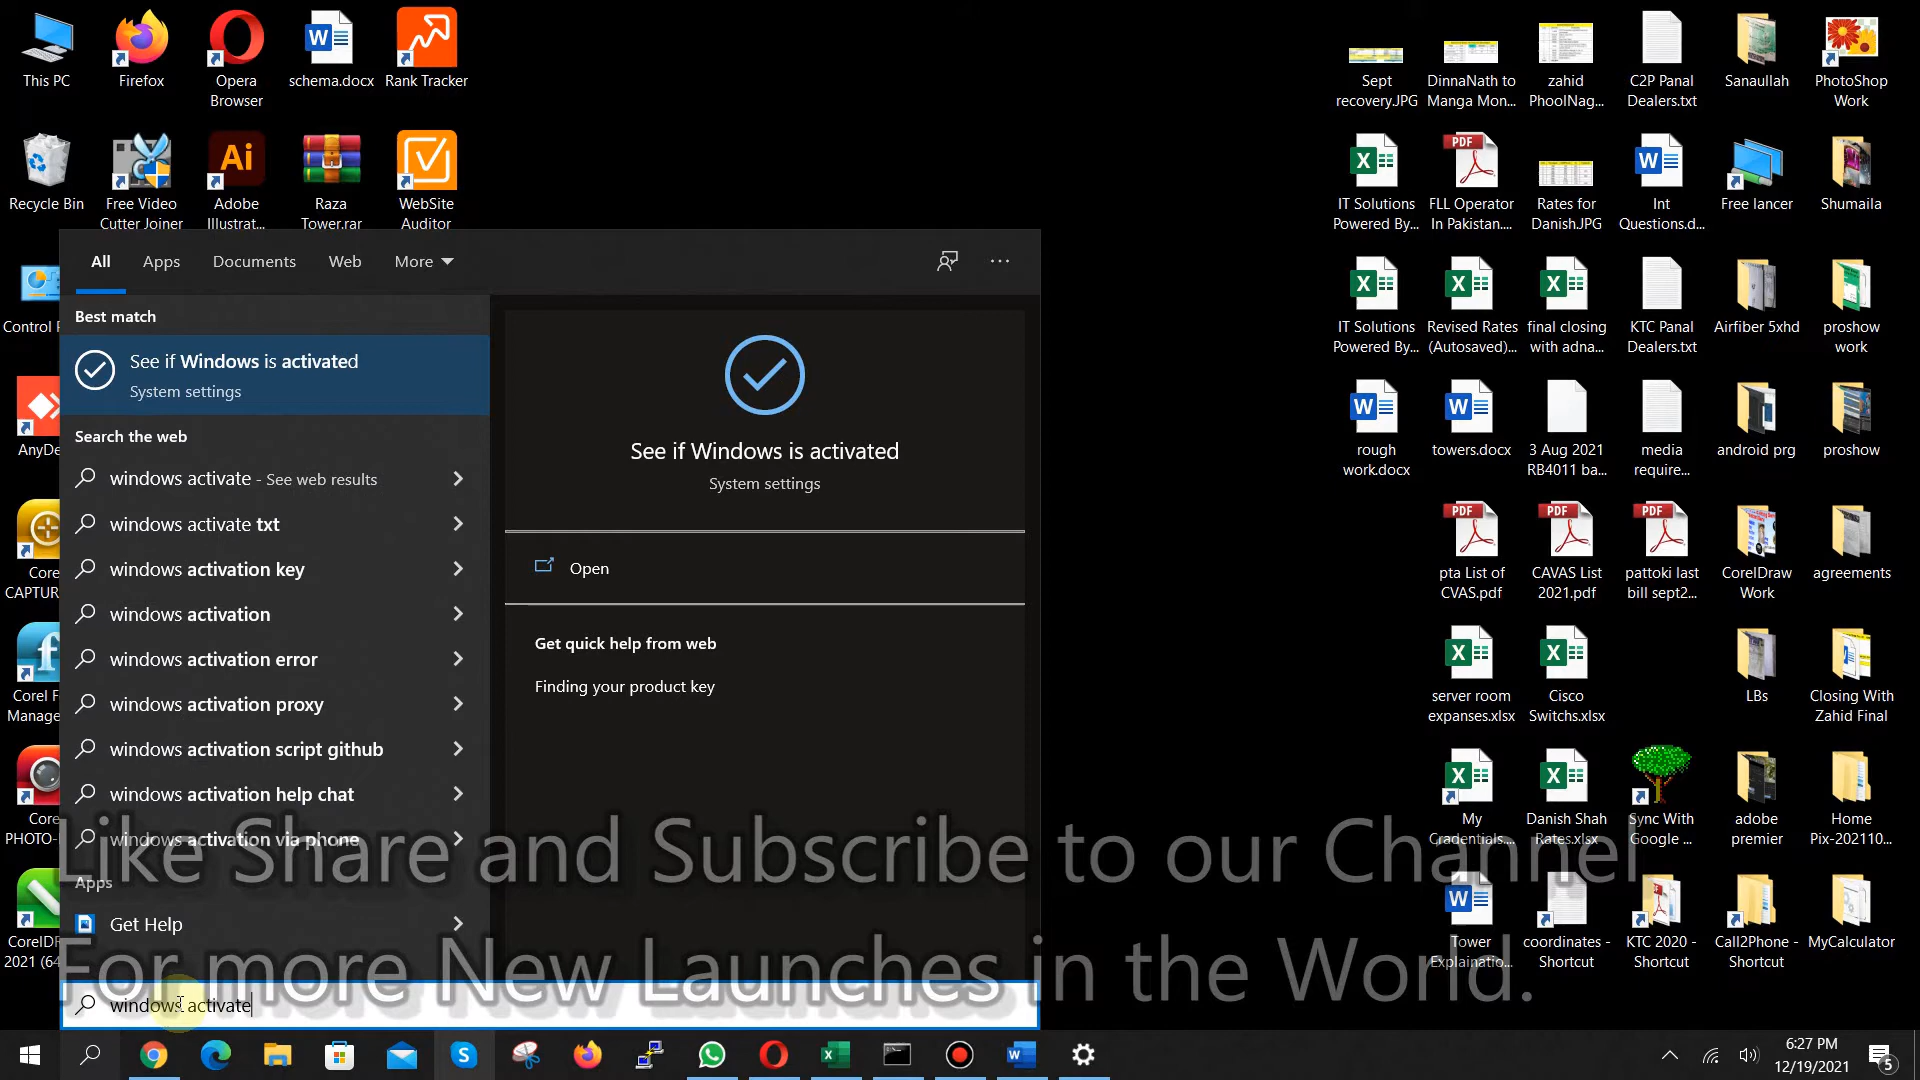 This PC
Firefox
Opera
Browser
schema.docx
Rank Tracker
Recycle Bin
Free Video
Cutter Joiner
Adobe
Illustrat...
Raza
Tower.rar
WebSite
Auditor
Sept
recovery.JPG
DinnaNath to
Manga Mon...
zahid
PhoolNag...
C2P Panal
Dealers.txt
Sanaullah
PhotoShop
Work
IT Solutions
Powered By...
FLL Operator
In Pakistan....
Rates for
Danish.JPG
Int
Questions.d...
Free lancer
Shumaila
IT Solutions
Powered By...
Revised Rates
(Autosaved)...
final closing
with adna...
KTC Panal
Dealers.txt
Airfiber 5xhd
proshow
work
rough
work.docx
towers.docx
3 Aug 2021
RB4011 ba...
media
require...
android prg
proshow
pta List of
CVAS.pdf
CAVAS List
2021.pdf
pattoki last
bill sept2...
CorelDraw
Work
agreements
server room
expanses.xlsx
Cisco
Switchs.xlsx
LBs
Closing With
Zahid Final
My
Credentials....
Danish Shah
Rates.xlsx
Sync With
Google ...
adobe
premier
Home
Pix-202110...
Tower
Explainatio...
coordinates -
Shortcut
KTC 2020 -
Shortcut
Call2Phone -
Shortcut
MyCalculator
Control P
AnyDe
Core
CAPTUR
Corel F
Manage
Core
PHOTO-
CorelDR
2021 (64
All
Apps
Documents
Web
More
Best match
See if Windows is activated
System settings
Search the web
windows activate - See web results
windows activate txt
windows activation key
windows activation
windows activation error
windows activation proxy
windows activation script github
windows activation help chat
windows activation via phone
Apps
Get Help
windows activate
See if Windows is activated
System settings
Open
Get quick help from web
Finding your product key
Like Share and Subscribe to our Channel
For more New Launches in the World.
6:27 PM
12/19/2021
5